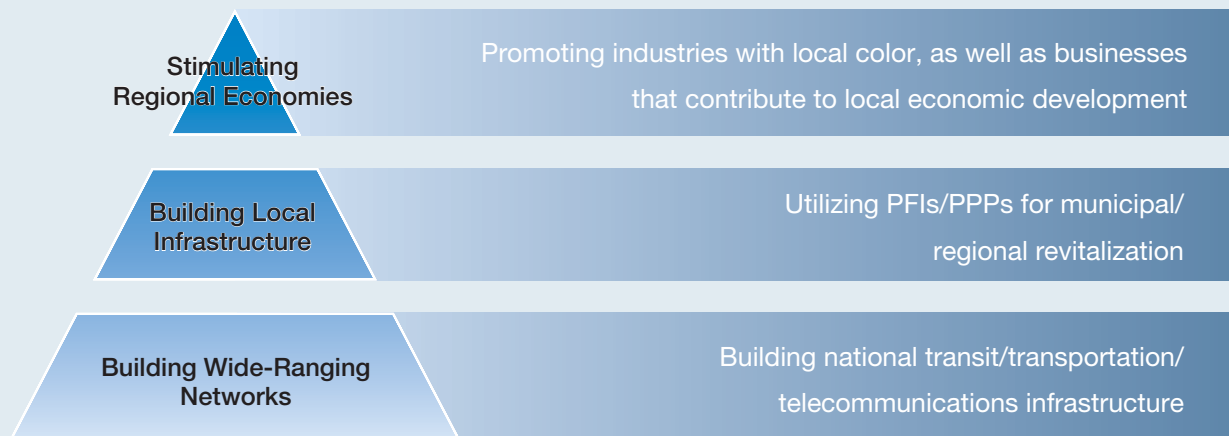 Stimulating
Regional Economies
Promoting industries with local color, as well as businesses
that contribute to local economic development
Building Local
Infrastructure
Utilizing PFIs/PPPs for municipal/
regional revitalization
Building Wide-Ranging
Networks
Building national transit/transportation/
telecommunications infrastructure